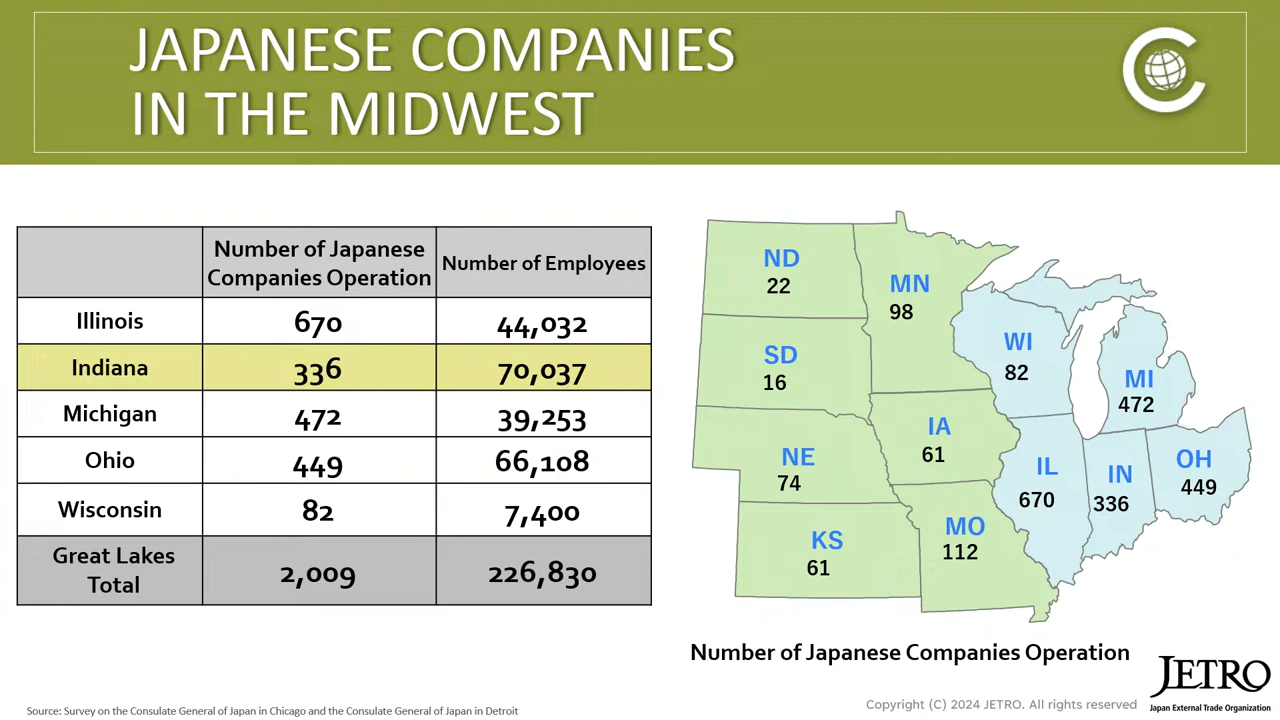 JAPANESE COMPANIES
IN THE MIDWEST
Number of Japanese
Companies Operation
Number of Employees
Illinois 670 44,032
Indiana 336 70,037
Michigan 472 39,253
Ohio 449 66,108
Wisconsin 82 7,400
Great Lakes
Total
2,009 226,830
ND
22
MN
98
SD
16
WI
82
MI
472
NE
74
IA
61
IL
670
IN
336
OH
449
KS
61
MO
112
Number of Japanese Companies Operation
JETRO
Japan External Trade Organization
Source: Survey on the Consulate General of Japan in Chicago and the Consulate General of Japan in Detroit
Copyright (C) 2024 JETRO. All rights reserved